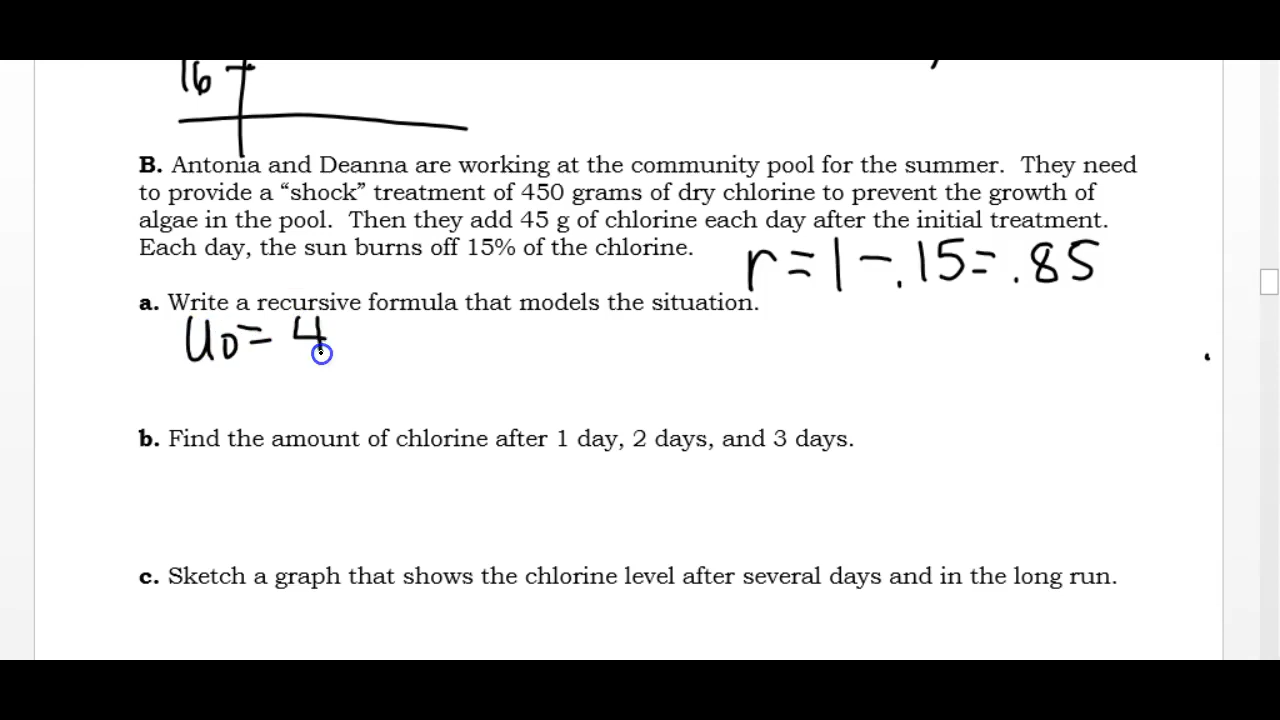 16
B. Antonia and Deanna are working at the community pool for the summer. They need
to provide a “shock” treatment of 450 grams of dry chlorine to prevent the growth of
algae in the pool. Then they add 45 g of chlorine each day after the initial treatment.
Each day, the sun burns off 15% of the chlorine.
r = 1 - .15 = .85
a. Write a recursive formula that models the situation.
u0 = 4
b. Find the amount of chlorine after 1 day, 2 days, and 3 days.
c. Sketch a graph that shows the chlorine level after several days and in the long run.